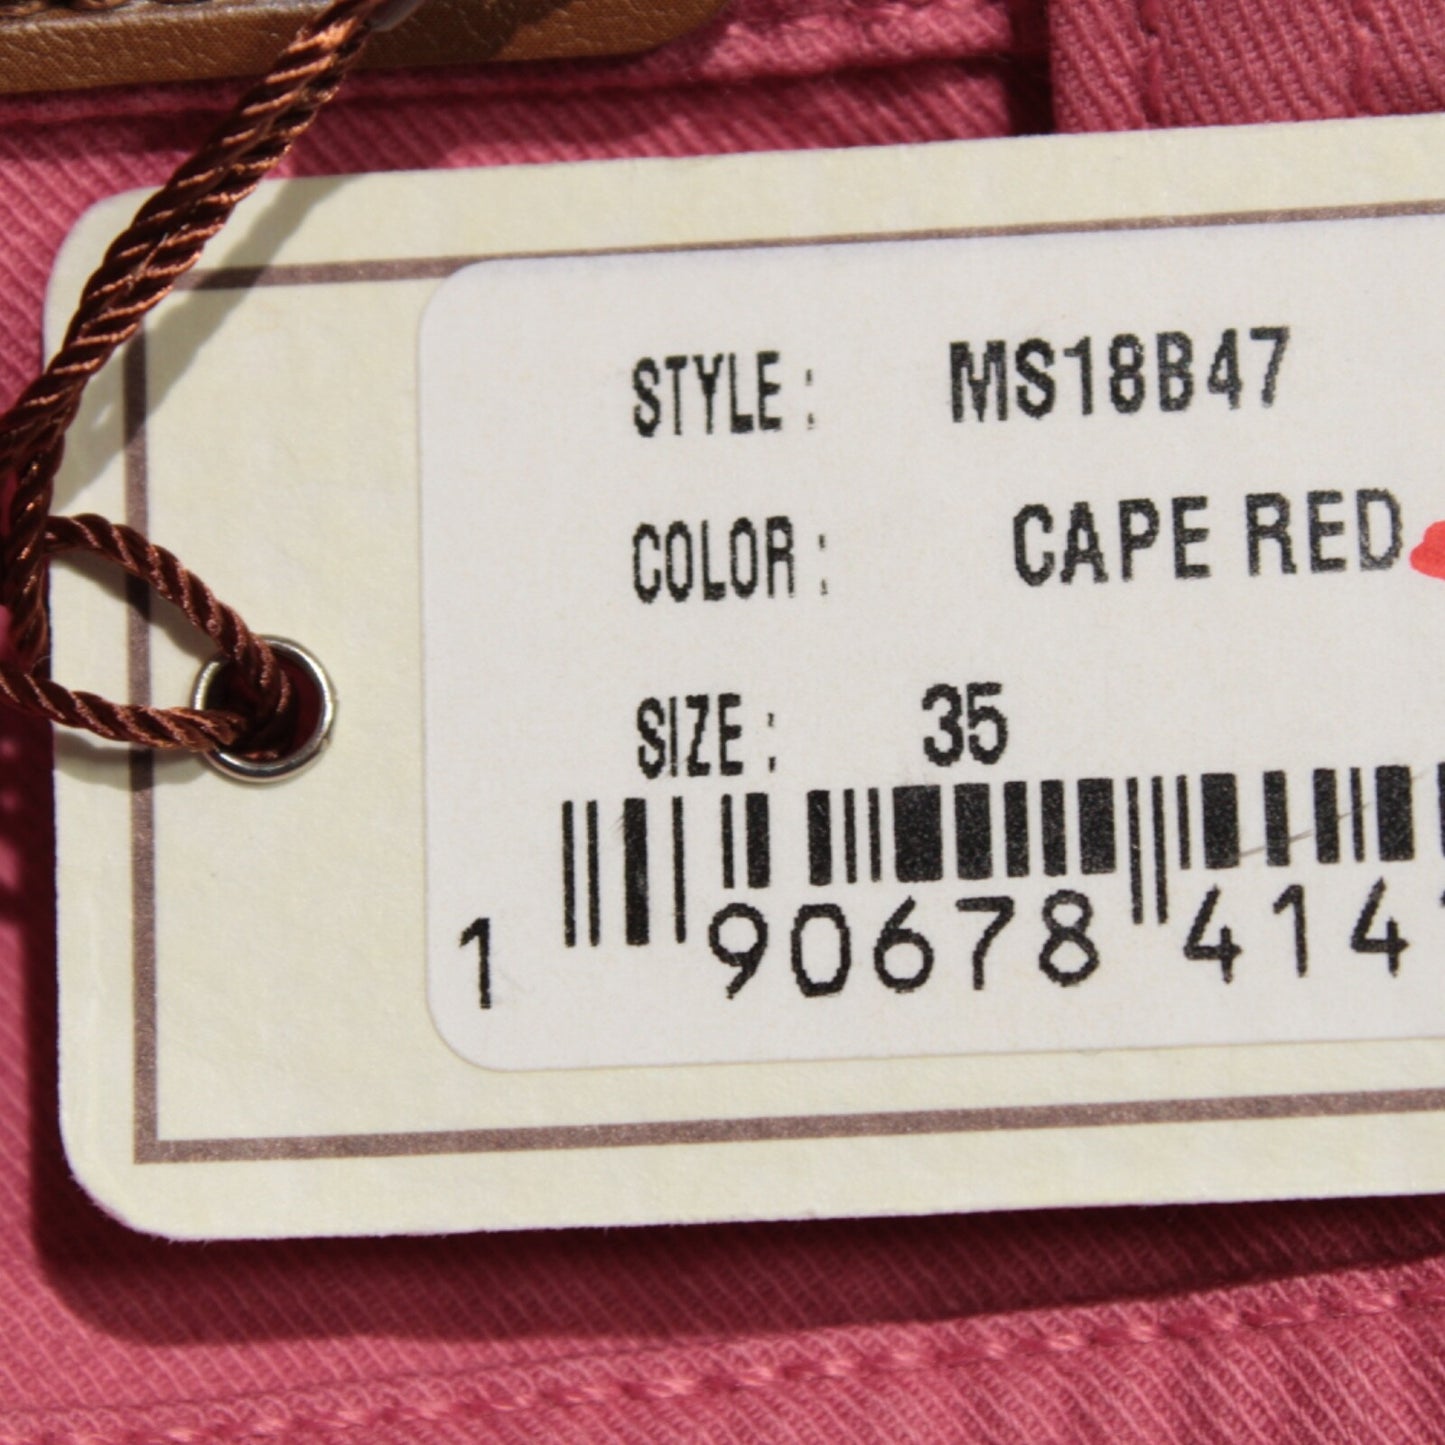 STYLE : MS18B47
COLOR : CAPE RED
SIZE : 35
1 90678 414